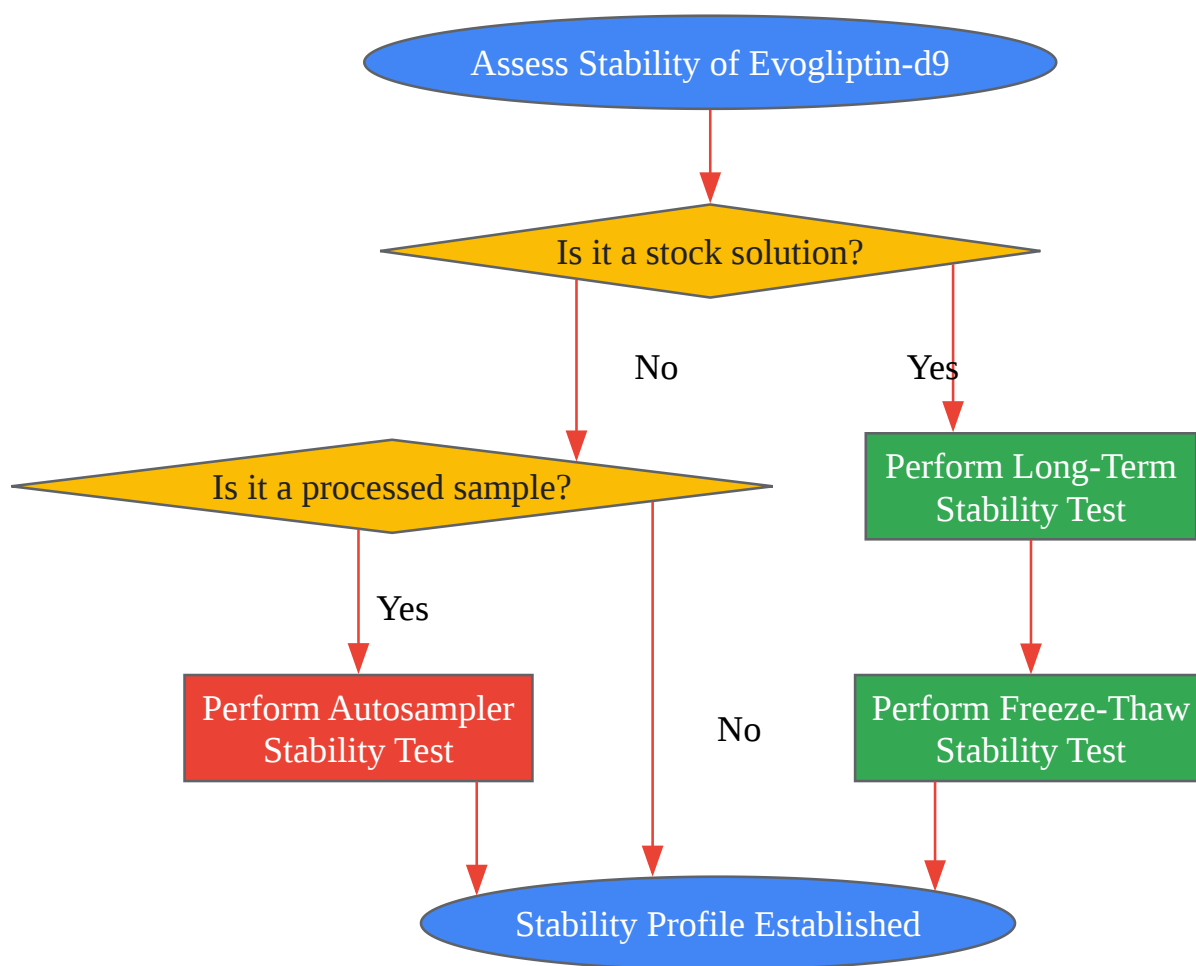 Assess Stability of Evogliptin-d9
Is it a stock solution?
No
Yes
Is it a processed sample?
Perform Long-Term
Stability Test
Yes
Perform Autosampler
Stability Test
No
Perform Freeze-Thaw
Stability Test
Stability Profile Established